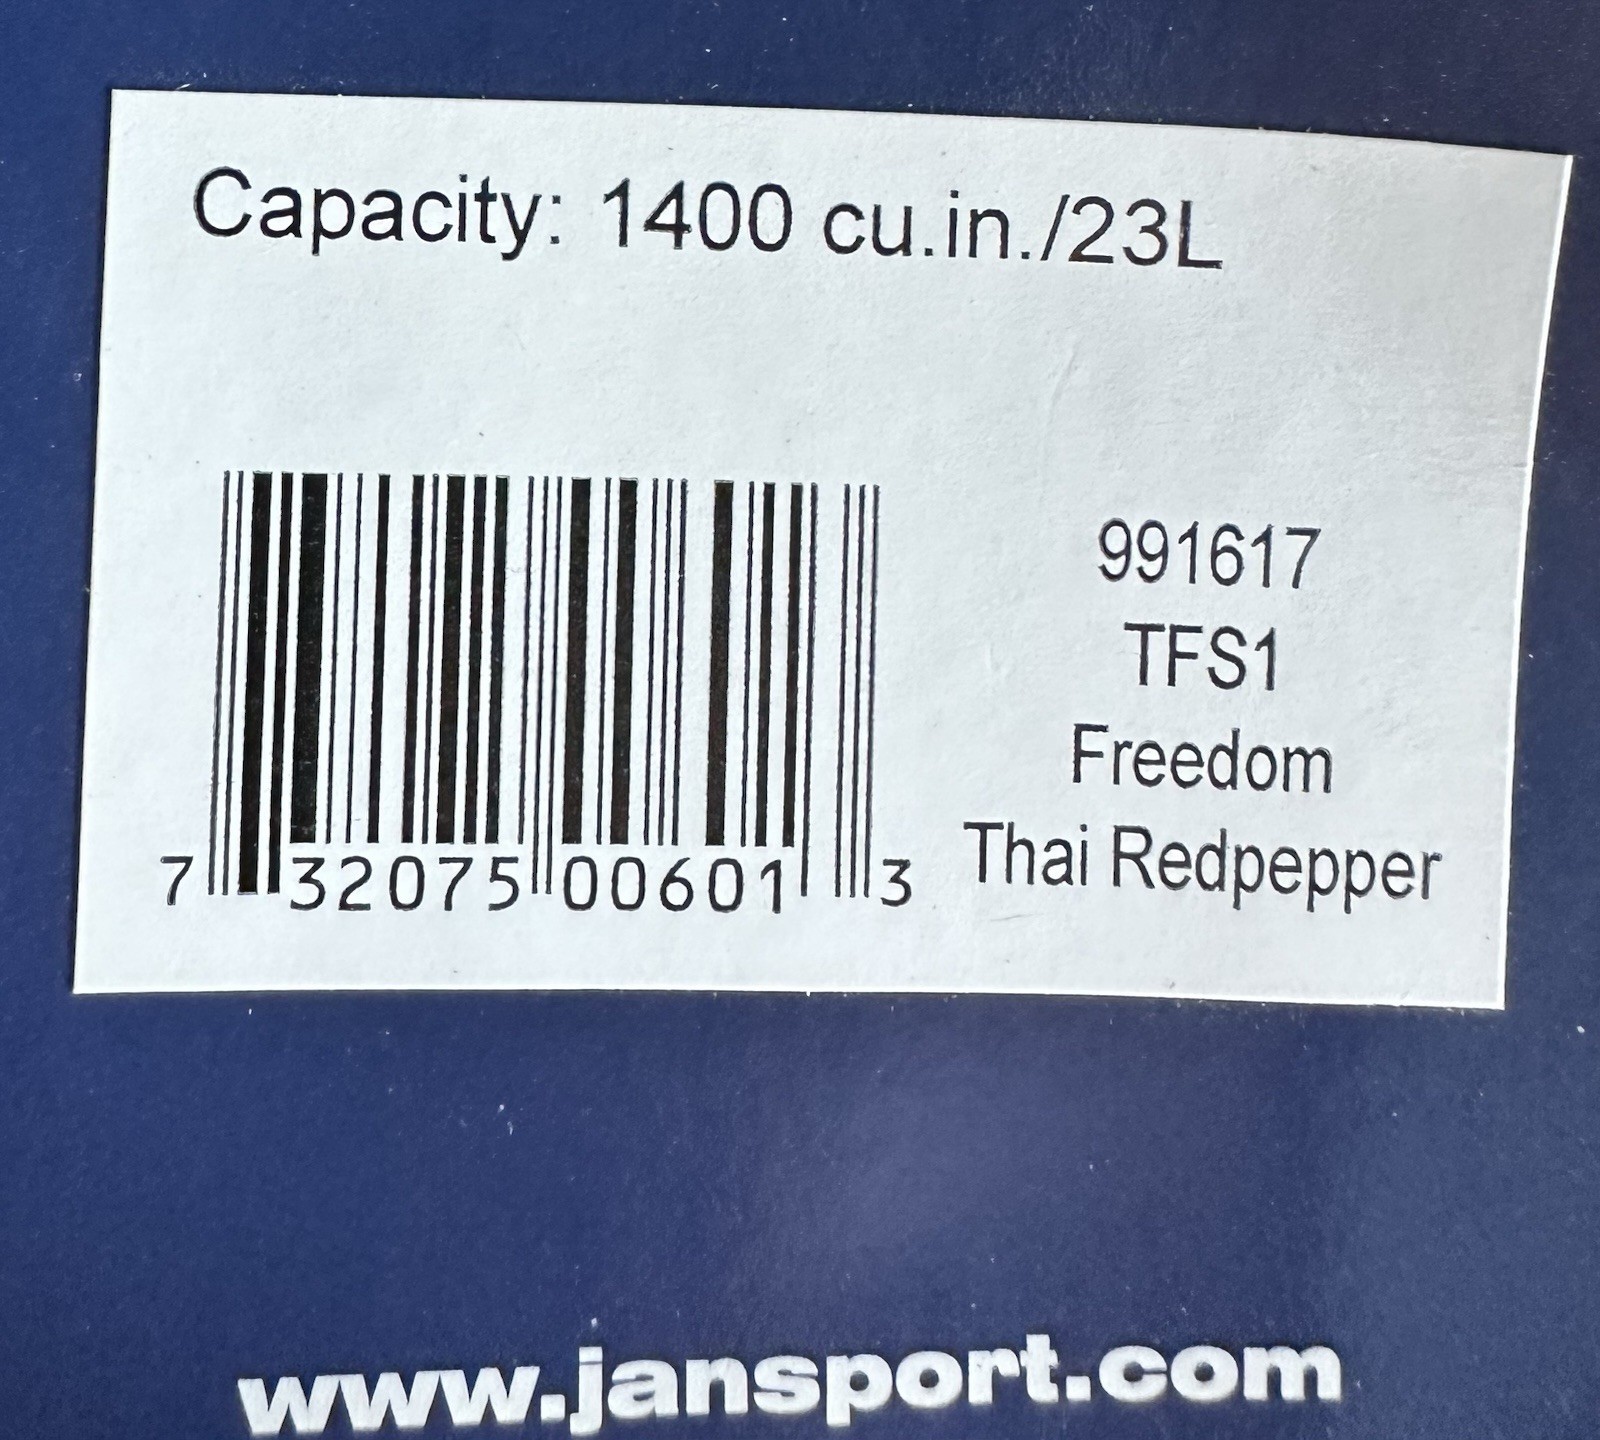 Capacity: 1400 cu.in./23L
991617
TFS1
Freedom
Thai Redpepper
7 32075 00601 3
www.jansport.com